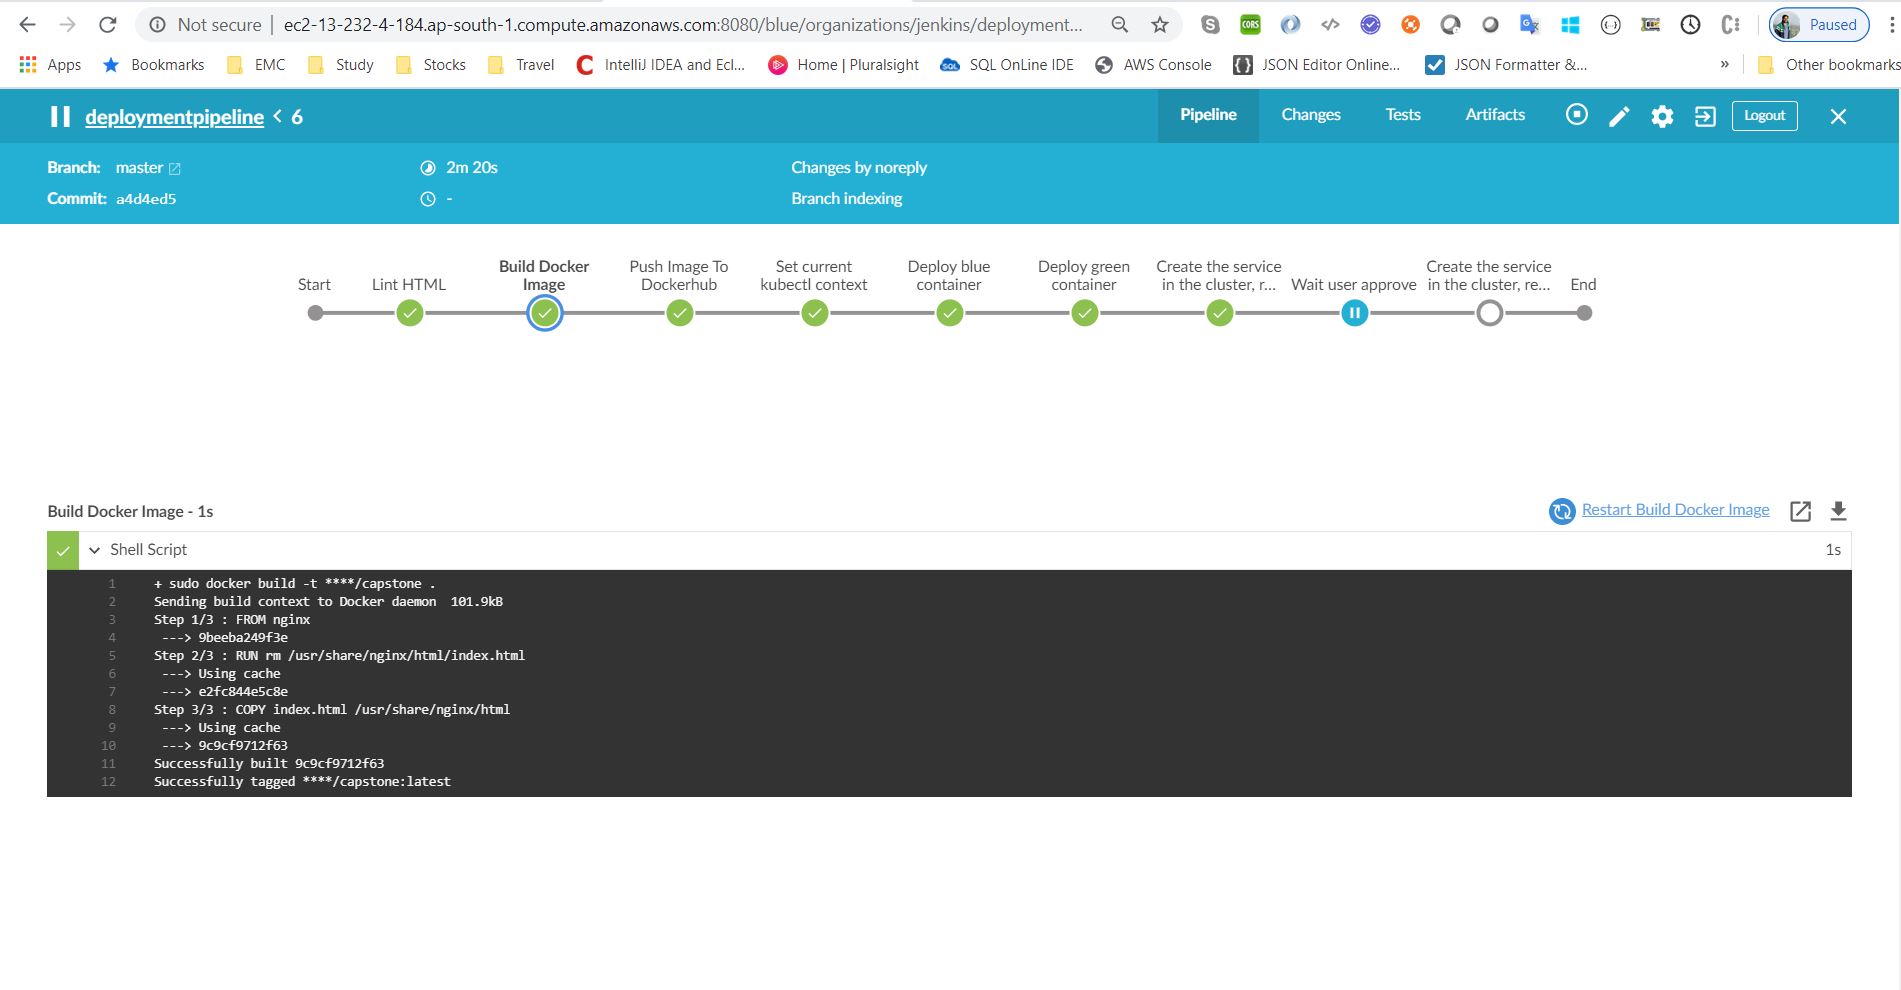 Not secure | ec2-13-232-4-184.ap-south-1.compute.amazonaws.com:8080/blue/organizations/jenkins/deployment... CORS Paused
Apps Bookmarks EMC Study Stocks Travel IntelliJ IDEA and Ecl... Home | Pluralsight SQL OnLine IDE AWS Console JSON Editor Online... JSON Formatter &... » Other bookmarks
deploymentpipeline < 6 Pipeline Changes Tests Artifacts Logout
Branch: master 2m 20s Changes by noreply
Commit: a4d4ed5 - Branch indexing
Start
Lint HTML
Build Docker
Image
Push Image To
Dockerhub
Set current
kubectl context
Deploy blue
container
Deploy green
container
Create the service
in the cluster, r...
Wait user approve
Create the service
in the cluster, re...
End
Build Docker Image - 1s Restart Build Docker Image
Shell Script 1s
1 + sudo docker build -t ****/capstone .
2 Sending build context to Docker daemon 101.9kB
3 Step 1/3 : FROM nginx
4 ---> 9beeba249f3e
5 Step 2/3 : RUN rm /usr/share/nginx/html/index.html
6 ---> Using cache
7 ---> e2fc844e5c8e
8 Step 3/3 : COPY index.html /usr/share/nginx/html
9 ---> Using cache
10 ---> 9c9cf9712f63
11 Successfully built 9c9cf9712f63
12 Successfully tagged ****/capstone:latest